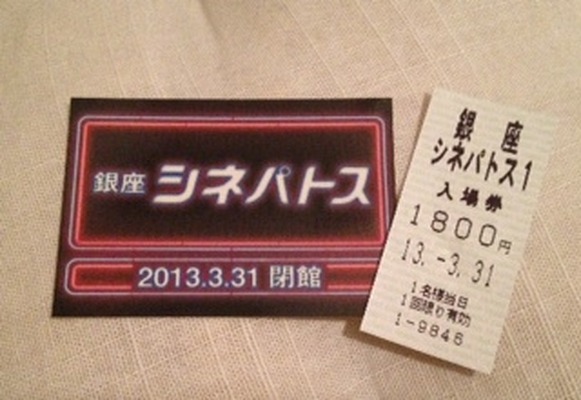 銀座 シネパトス
2013.3.31 閉館
銀座
シネパトス1
入場券
1800円
13.-3.31
1名様当日
1回限り有効
1-9846